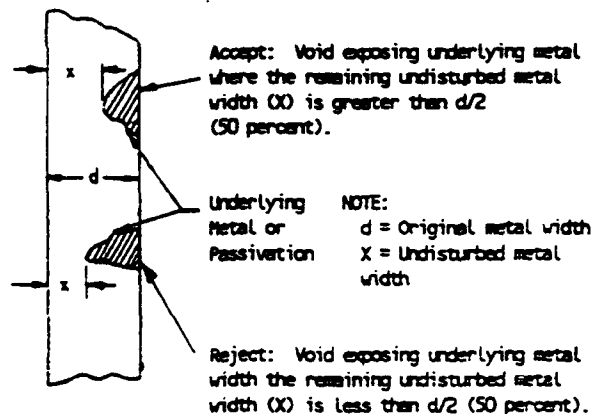 Accept: Void exposing underlying metal
where the remaining undisturbed metal
width (X) is greater than d/2
(50 percent).
x
d
Underlying
Metal or
Passivation
NOTE:
d = Original metal width
X = Undisturbed metal
width
x
Reject: Void exposing underlying metal
width the remaining undisturbed metal
width (X) is less than d/2 (50 percent).